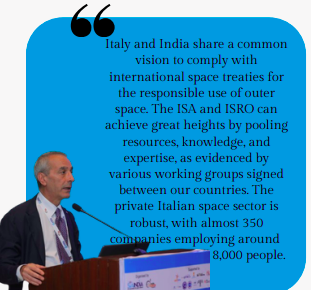 Italy and India share a common
vision to comply with
international space treaties for
the responsible use of outer
space. The ISA and ISRO can
achieve great heights by pooling
resources, knowledge, and
expertise, as evidenced by
various working groups signed
between our countries. The
private Italian space sector is
robust, with almost 350
companies employing around
8,000 people.